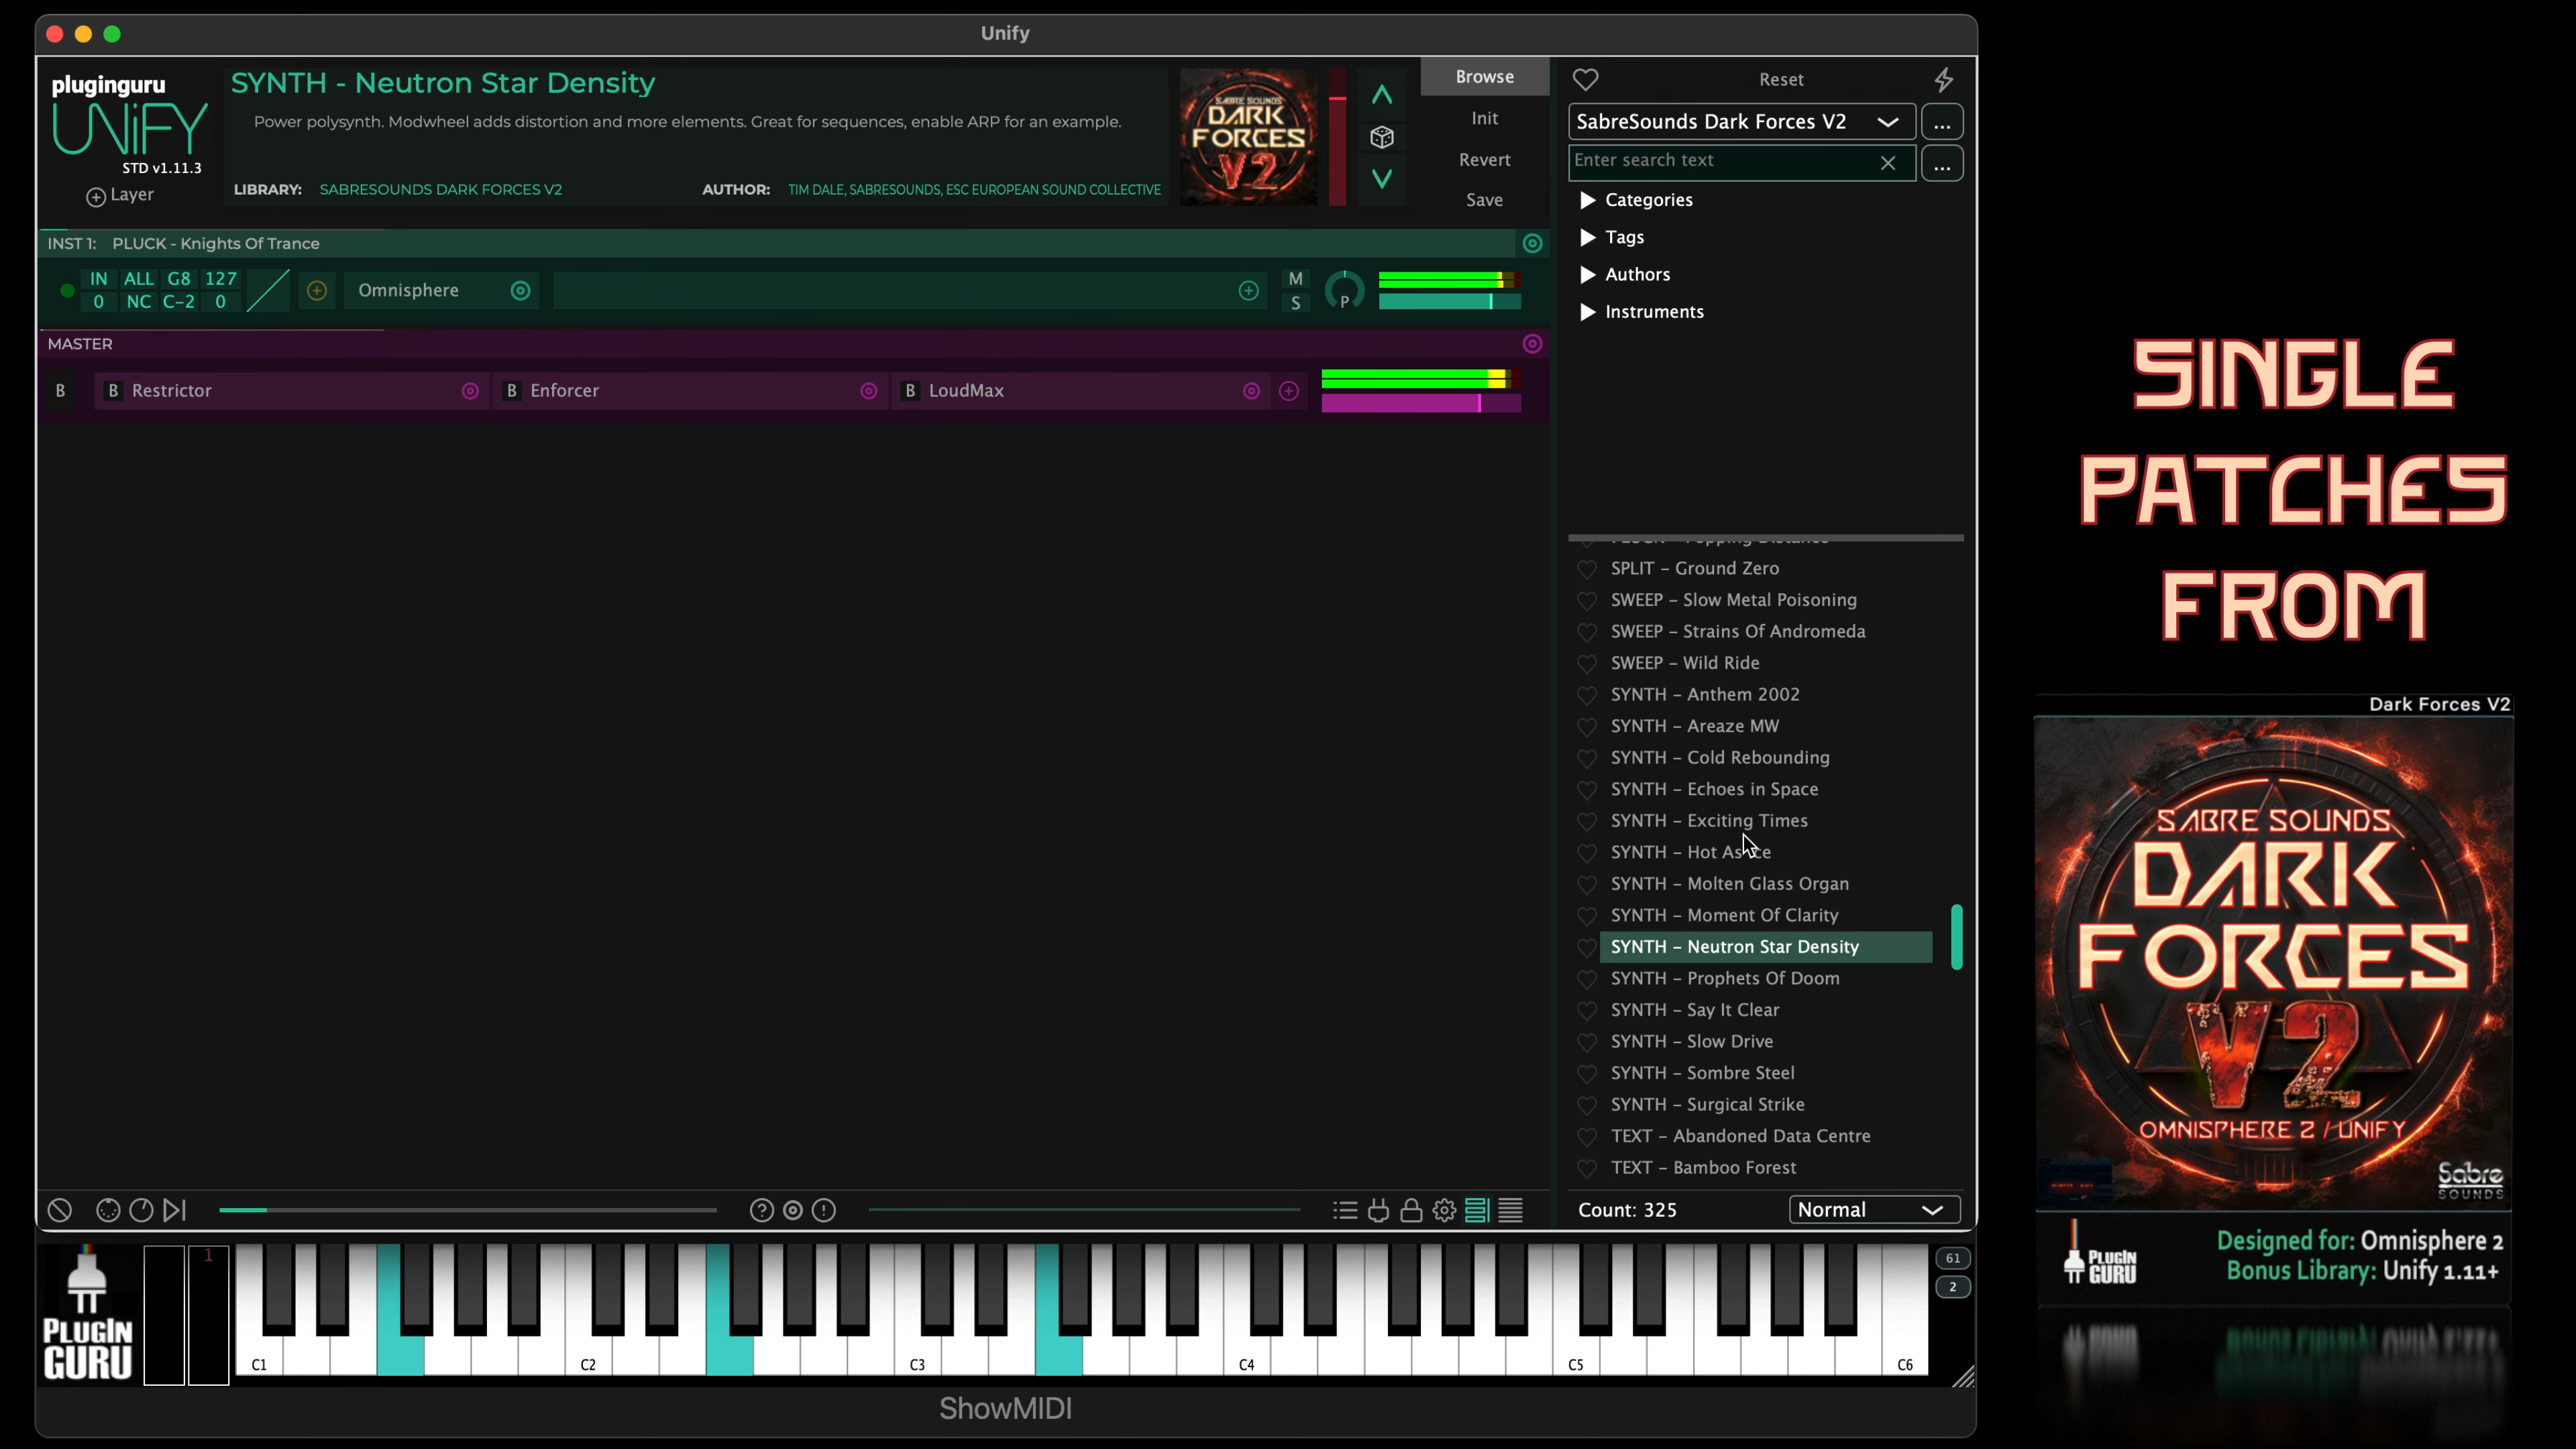 Unify
pluginguru
UNiFY
STD v1.11.3
Layer
SYNTH - Neutron Star Density
Power polysynth. Modwheel adds distortion and more elements. Great for sequences, enable ARP for an example.
LIBRARY: SABRESOUNDS DARK FORCES V2
AUTHOR: TIM DALE, SABRESOUNDS, ESC EUROPEAN SOUND COLLECTIVE
SABRE SOUNDS
DARK
FORCES
V2
Browse
Init
Revert
Save
INST 1: PLUCK - Knights Of Trance
IN ALL G8 127
0 NC C-2 0
Omnisphere
M
S
P
MASTER
B
B Restrictor
B Enforcer
B LoudMax
Reset
SabreSounds Dark Forces V2
...
Enter search text
...
Categories
Tags
Authors
Instruments
SPLIT – Ground Zero
SWEEP – Slow Metal Poisoning
SWEEP – Strains Of Andromeda
SWEEP – Wild Ride
SYNTH – Anthem 2002
SYNTH – Areaze MW
SYNTH – Cold Rebounding
SYNTH – Echoes in Space
SYNTH – Exciting Times
SYNTH – Hot As Ice
SYNTH – Molten Glass Organ
SYNTH – Moment Of Clarity
SYNTH – Neutron Star Density
SYNTH – Prophets Of Doom
SYNTH – Say It Clear
SYNTH – Slow Drive
SYNTH – Sombre Steel
SYNTH – Surgical Strike
TEXT – Abandoned Data Centre
TEXT – Bamboo Forest
Count: 325
Normal
PLUGIN
GURU
1
C1 C2 C3 C4 C5 C6
61
2
ShowMIDI
SINGLE
PATCHES
FROM
Dark Forces V2
SABRE SOUNDS
DARK
FORCES
V2
OMNISPHERE 2 / UNIFY
Sabre
SOUNDS
PLUGIN
GURU
Designed for: Omnisphere 2
Bonus Library: Unify 1.11+